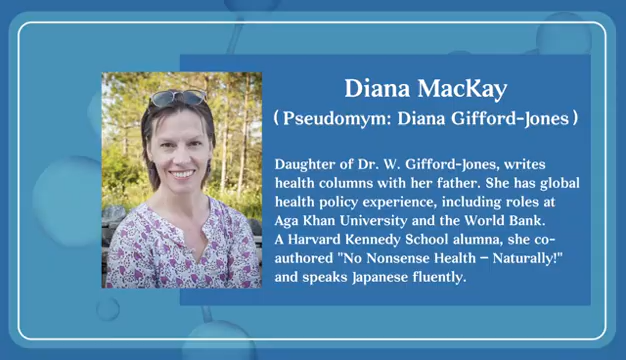 Diana MacKay
(Pseudomym: Diana Gifford-Jones)
Daughter of Dr. W. Gifford-Jones, writes
health columns with her father. She has global
health policy experience, including roles at
Aga Khan University and the World Bank.
A Harvard Kennedy School alumna, she co-
authored "No Nonsense Health – Naturally!"
and speaks Japanese fluently.